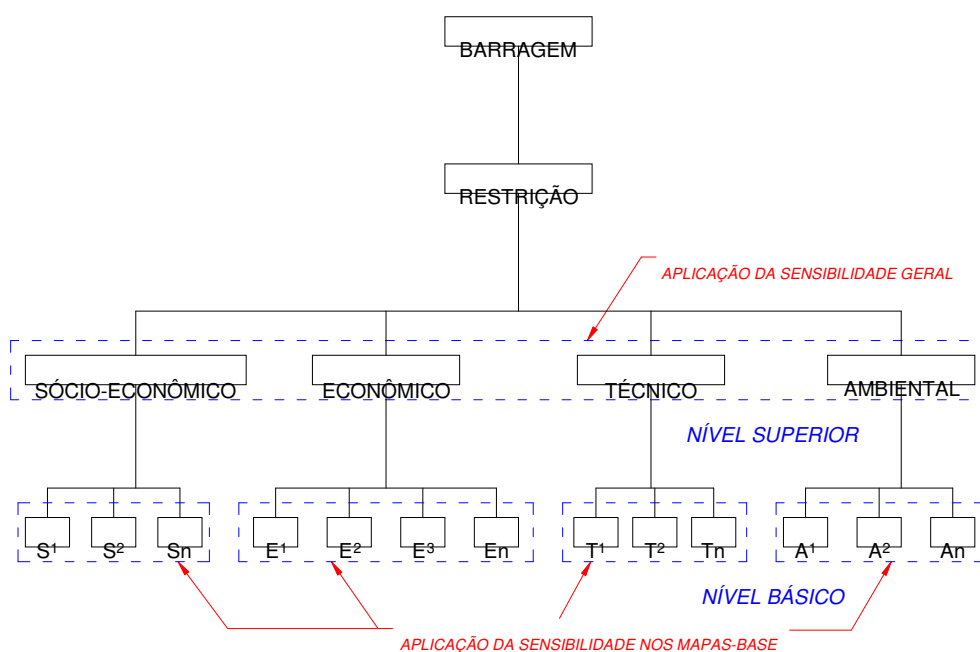 BARRAGEM
RESTRIÇÃO
APLICAÇÃO DA SENSIBILIDADE GERAL
SÓCIO-ECONÔMICO ECONÔMICO TÉCNICO AMBIENTAL
NÍVEL SUPERIOR
S¹ S² Sn E¹ E² E³ En T¹ T² Tn A¹ A² An
NÍVEL BÁSICO
APLICAÇÃO DA SENSIBILIDADE NOS MAPAS-BASE